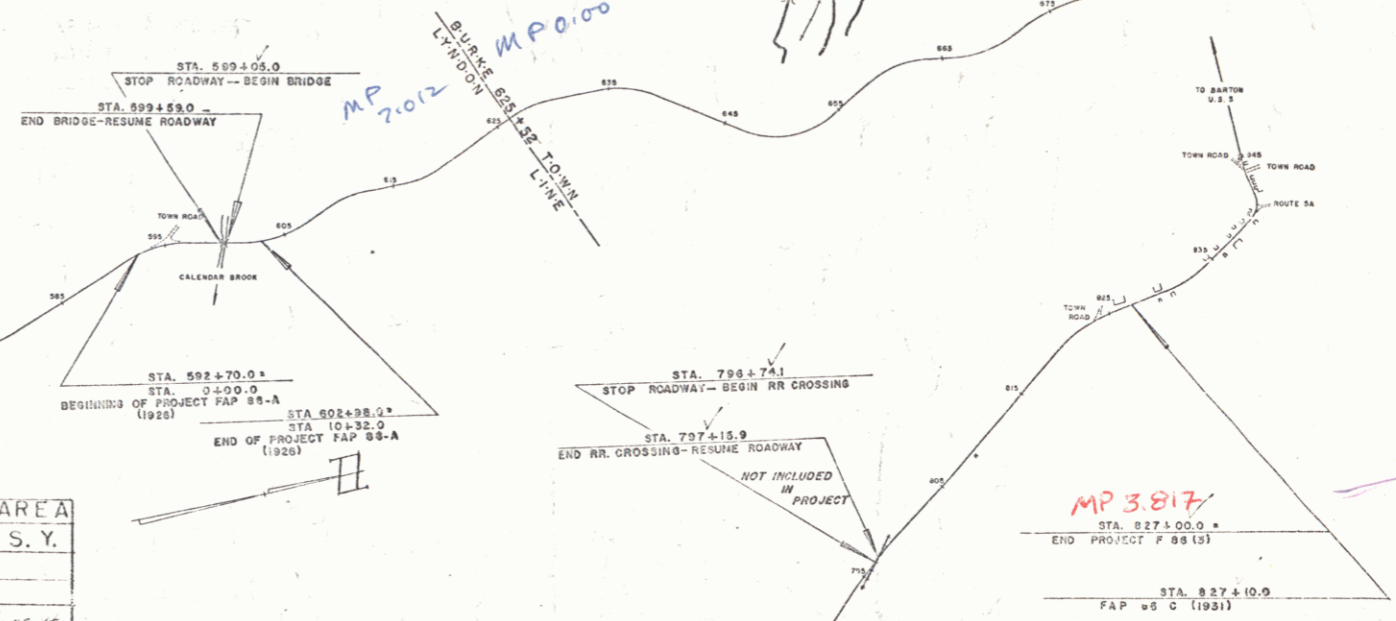 STA. 599+05.0
STOP ROADWAY-- BEGIN BRIDGE
STA. 599+59.0
END BRIDGE-RESUME ROADWAY
MP 7.012
MP 0.00
BURKE 625+52 TOWN
LYNDON LINE
585
595
TOWN ROAD
605
615
625
635
645
655
665
675
CALENDAR BROOK
STA. 592+70.0 =
STA. 0+00.0
BEGINNING OF PROJECT FAP 86-A
(1926)
STA 602+98.0 =
STA 10+32.0
END OF PROJECT FAP 86-A
(1926)
AREA
S. Y.
STA. 796+74.1
STOP ROADWAY-- BEGIN RR CROSSING
STA. 797+15.9
END RR. CROSSING-RESUME ROADWAY
NOT INCLUDED
IN
PROJECT
795
805
815
TOWN
ROAD
825
835
TO BARTON
U.S. 5
TOWN ROAD
945
TOWN ROAD
ROUTE 5A
MP 3.817
STA. 827+00.0 =
END PROJECT F 86 (3)
STA. 827+10.0
FAP 86 C (1931)